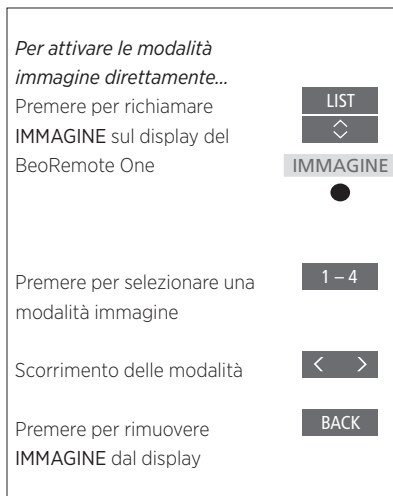 Per attivare le modalità
immagine direttamente...
Premere per richiamare
IMMAGINE sul display del
BeoRemote One
LIST
IMMAGINE
Premere per selezionare una
modalità immagine
1 – 4
Scorrimento delle modalità
Premere per rimuovere
IMMAGINE dal display
BACK